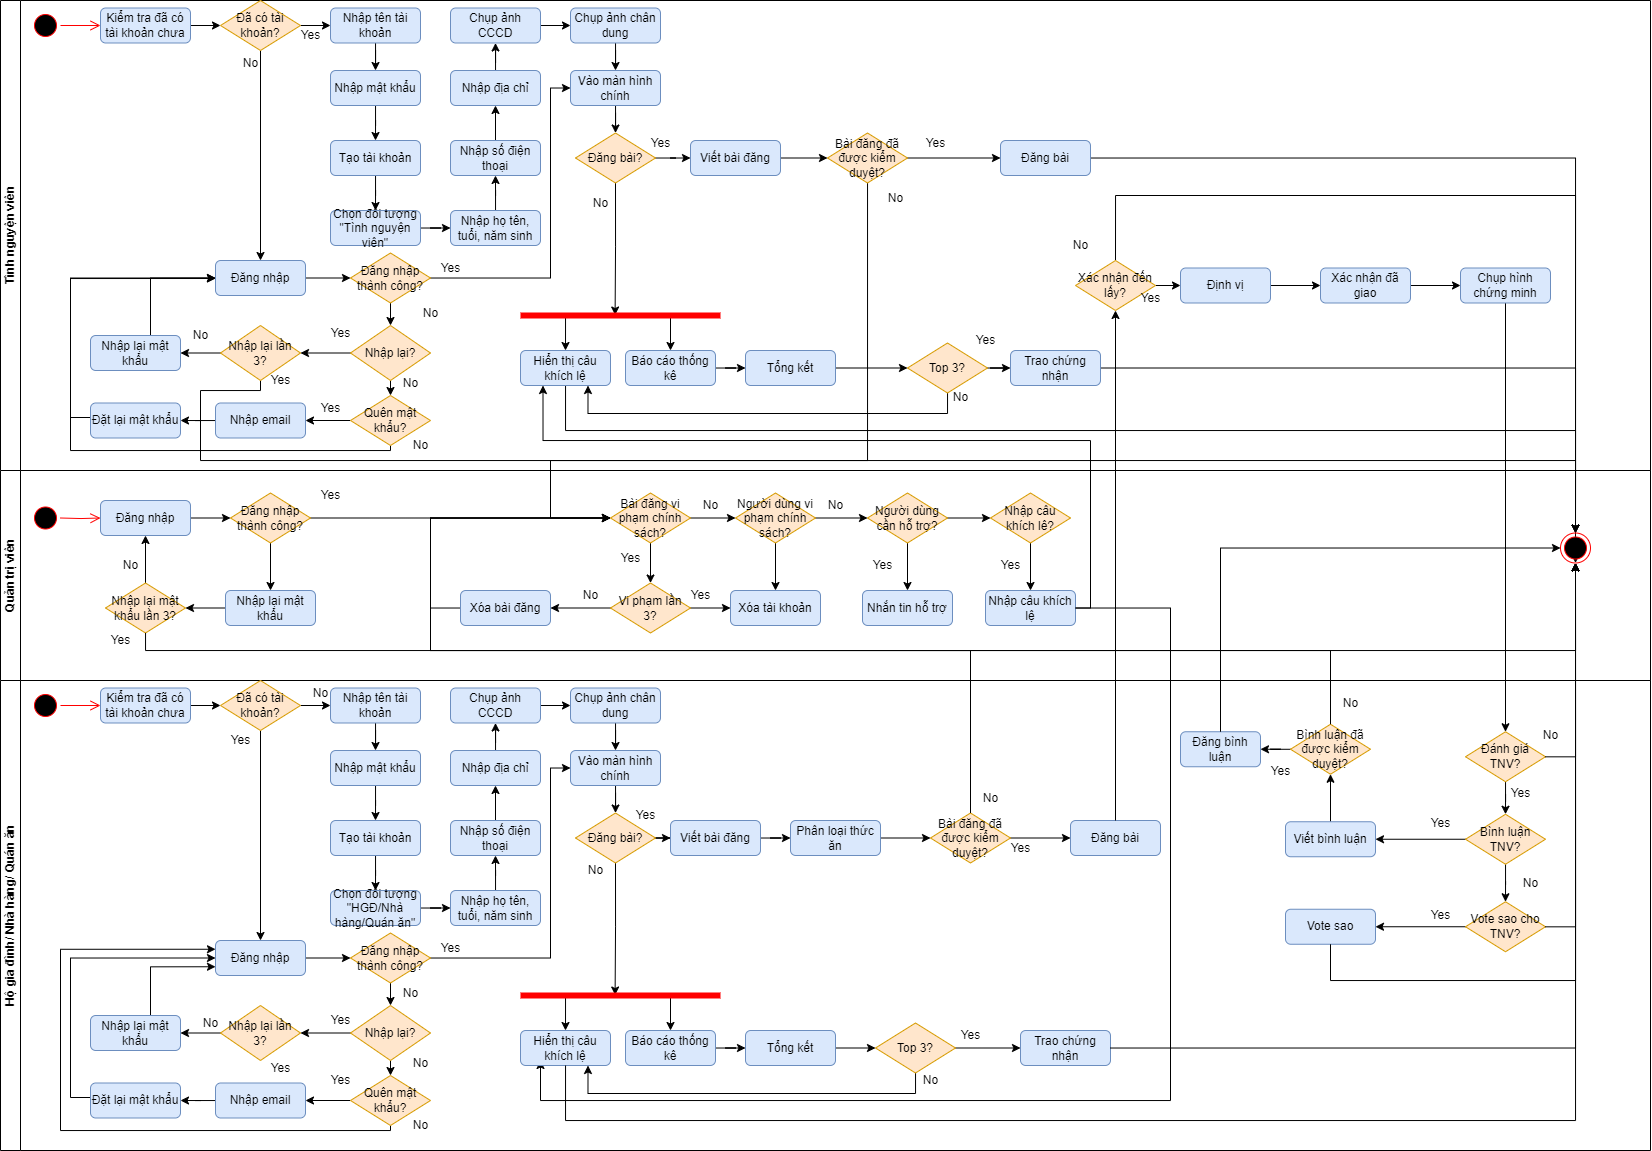 Tình nguyện viên
Kiểm tra đã có
tài khoản chưa
Đã có tài
khoản?
Yes
No
Nhập tên tài
khoản
Nhập mật khẩu
Tạo tài khoản
Chọn đối tượng
"Tình nguyện
viên"
Nhập họ tên,
tuổi, năm sinh
Nhập số điện
thoại
Nhập địa chỉ
Chụp ảnh
CCCD
Chụp ảnh chân
dung
Vào màn hình
chính
Đăng bài?
Yes
No
Viết bài đăng
Bài đăng đã
được kiểm
duyệt?
Yes
No
Đăng bài
Đăng nhập
Đăng nhập
thành công?
Yes
No
Nhập lại?
Yes
No
Nhập lại lần
3?
No
Yes
Nhập lại mật
khẩu
Quên mật
khẩu?
Yes
No
Nhập email
Đặt lại mật khẩu
Hiển thị câu
khích lệ
Báo cáo thống
kê
Tổng kết
Top 3?
Yes
No
Trao chứng
nhận
Xác nhận đến
lấy?
No
Yes
Định vị
Xác nhận đã
giao
Chụp hình
chứng minh
Quản trị viên
Đăng nhập
Đăng nhập
thành công?
Yes
Nhập lại mật
khẩu
Nhập lại mật
khẩu lần 3?
No
Yes
Bài đăng vi
phạm chính
sách?
No
Yes
Người dùng vi
phạm chính
sách?
No
Người dùng
cần hỗ trợ?
Yes
Nhập câu
khích lệ?
Yes
Xóa bài đăng
No
Vi phạm lần
3?
Yes
Xóa tài khoản
Nhắn tin hỗ trợ
Nhập câu khích
lệ
Hộ gia đình/ Nhà hàng/ Quán ăn
Kiểm tra đã có
tài khoản chưa
Đã có tài
khoản?
No
Yes
Nhập tên tài
khoản
Nhập mật khẩu
Tạo tài khoản
Chọn đối tượng
"HGĐ/Nhà
hàng/Quán ăn"
Nhập họ tên,
tuổi, năm sinh
Nhập số điện
thoại
Nhập địa chỉ
Chụp ảnh
CCCD
Chụp ảnh chân
dung
Vào màn hình
chính
Đăng bài?
Yes
No
Viết bài đăng
Phân loại thức
ăn
Bài đăng đã
được kiểm
duyệt?
No
Yes
Đăng bài
Đăng nhập
Đăng nhập
thành công?
Yes
No
Nhập lại?
Yes
No
Nhập lại lần
3?
No
Yes
Nhập lại mật
khẩu
Quên mật
khẩu?
Yes
No
Nhập email
Đặt lại mật khẩu
Hiển thị câu
khích lệ
Báo cáo thống
kê
Tổng kết
Top 3?
Yes
No
Trao chứng
nhận
Đăng bình
luận
Bình luận đã
được kiểm
duyệt?
No
Yes
Đánh giá
TNV?
No
Yes
Viết bình luận
Yes
Bình luận
TNV?
No
Vote sao
Yes
Vote sao cho
TNV?